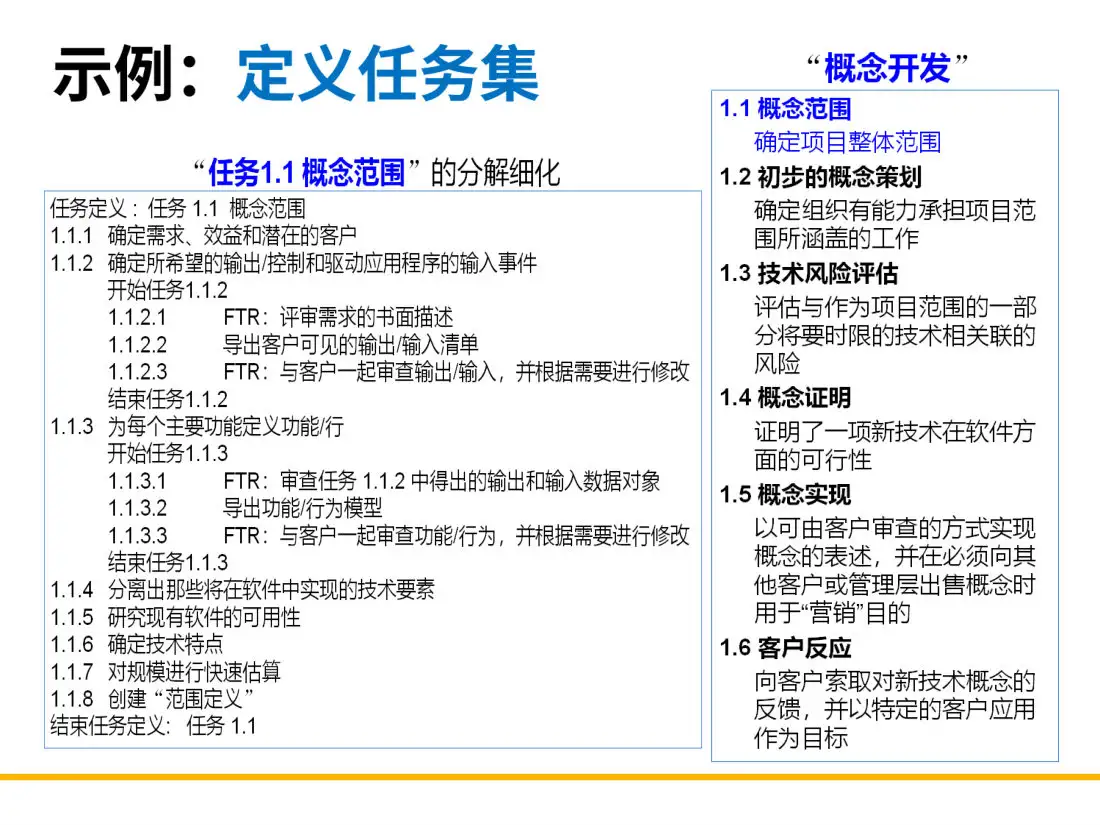 示例：定义任务集
“任务1.1 概念范围”的分解细化
任务定义：任务 1.1 概念范围
1.1.1 确定需求、效益和潜在的客户
1.1.2 确定所希望的输出/控制和驱动应用程序的输入事件
开始任务1.1.2
1.1.2.1 FTR：评审需求的书面描述
1.1.2.2 导出客户可见的输出/输入清单
1.1.2.3 FTR：与客户一起审查输出/输入，并根据需要进行修改
结束任务1.1.2
1.1.3 为每个主要功能定义功能/行
开始任务1.1.3
1.1.3.1 FTR：审查任务 1.1.2 中得出的输出和输入数据对象
1.1.3.2 导出功能/行为模型
1.1.3.3 FTR：与客户一起审查功能/行为，并根据需要进行修改
结束任务1.1.3
1.1.4 分离出那些将在软件中实现的技术要素
1.1.5 研究现有软件的可用性
1.1.6 确定技术特点
1.1.7 对规模进行快速估算
1.1.8 创建“范围定义”
结束任务定义： 任务 1.1
“概念开发”
1.1 概念范围
确定项目整体范围
1.2 初步的概念策划
确定组织有能力承担项目范
围所涵盖的工作
1.3 技术风险评估
评估与作为项目范围的一部
分将要时限的技术相关联的
风险
1.4 概念证明
证明了一项新技术在软件方
面的可行性
1.5 概念实现
以可由客户审查的方式实现
概念的表述，并在必须向其
他客户或管理层出售概念时
用于“营销”目的
1.6 客户反应
向客户索取对新技术概念的
反馈，并以特定的客户应用
作为目标